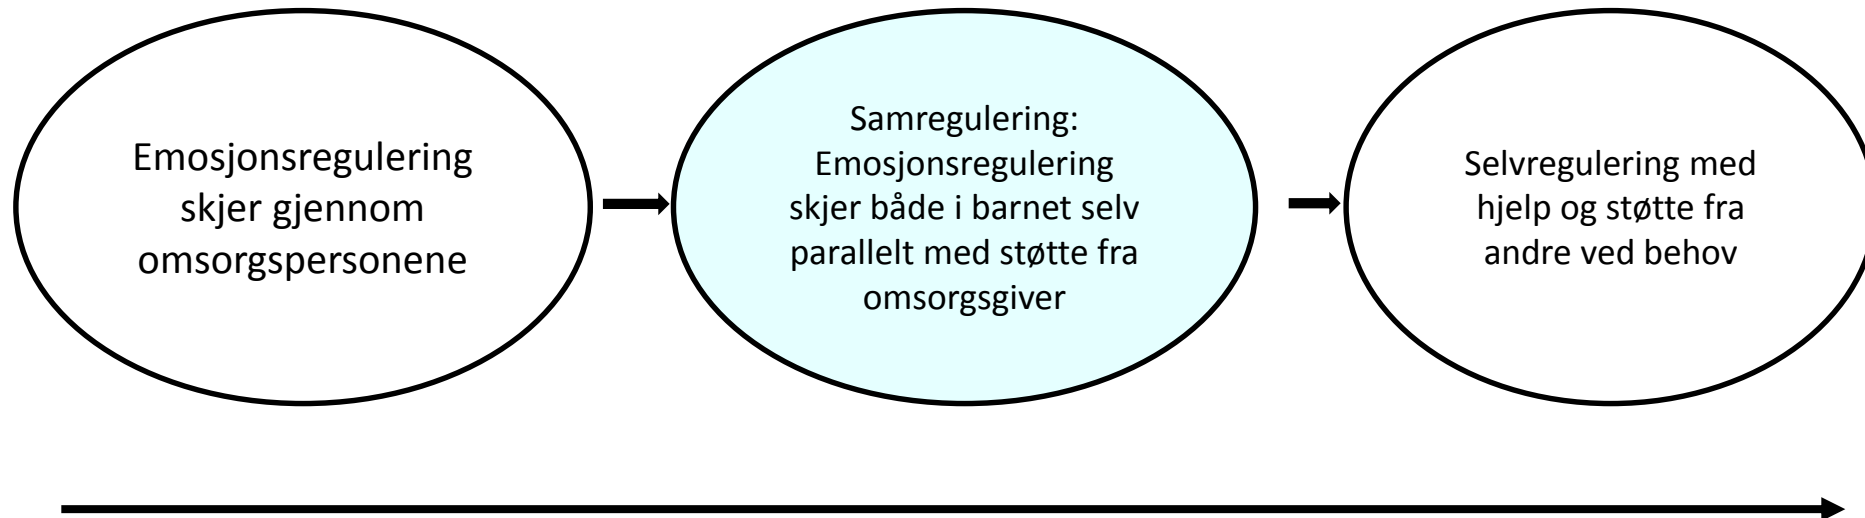 Emosjonsregulering
skjer gjennom
omsorgspersonene
Samregulering:
Emosjonsregulering
skjer både i barnet selv
parallelt med støtte fra
omsorgsgiver
Selvregulering med
hjelp og støtte fra
andre ved behov